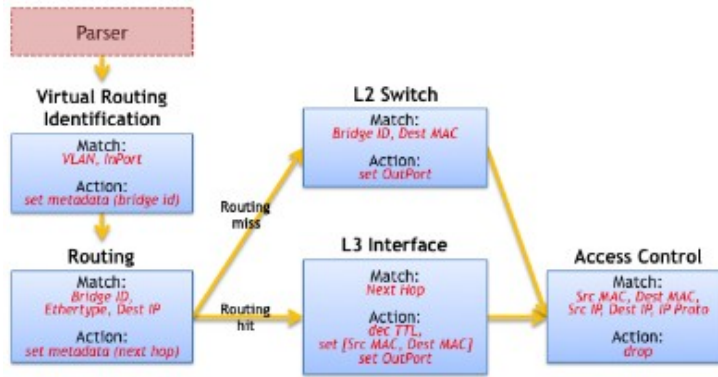 Parser
Virtual Routing
Identification
Match:
VLAN, InPort
Action:
set metadata (bridge id)
Routing
Match:
Bridge ID,
Ethertype, Dest IP
Action:
set metadata (next hop)
Routing
miss
Routing
hit
L2 Switch
Match:
Bridge ID, Dest MAC
Action:
set OutPort
L3 Interface
Match:
Next Hop
Action:
dec TTL,
set [Src MAC, Dest MAC]
set OutPort
Access Control
Match:
Src MAC, Dest MAC,
Src IP, Dest IP, IP Proto
Action:
drop